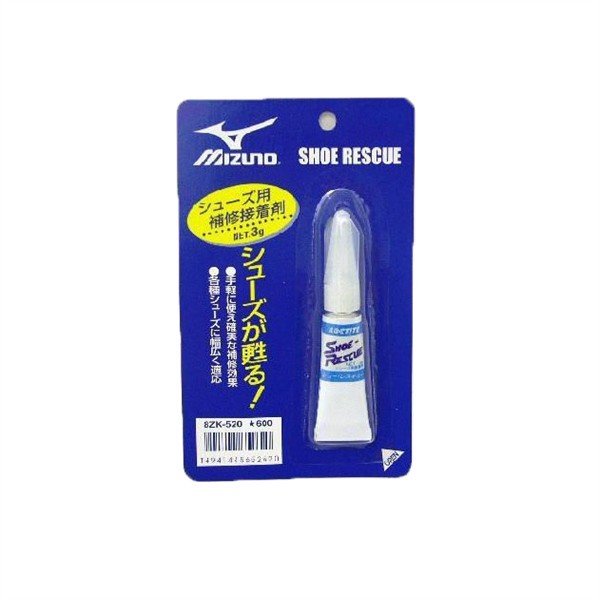 MIZUNO
SHOE RESCUE
シューズ用
補修接着剤
NET.3g
シューズが甦る!
●手軽に使え確実な補修効果
●各種シューズに幅広く適応
LOCTITE
SHOE-
RESCUE
8ZK-520 ★600
OPEN